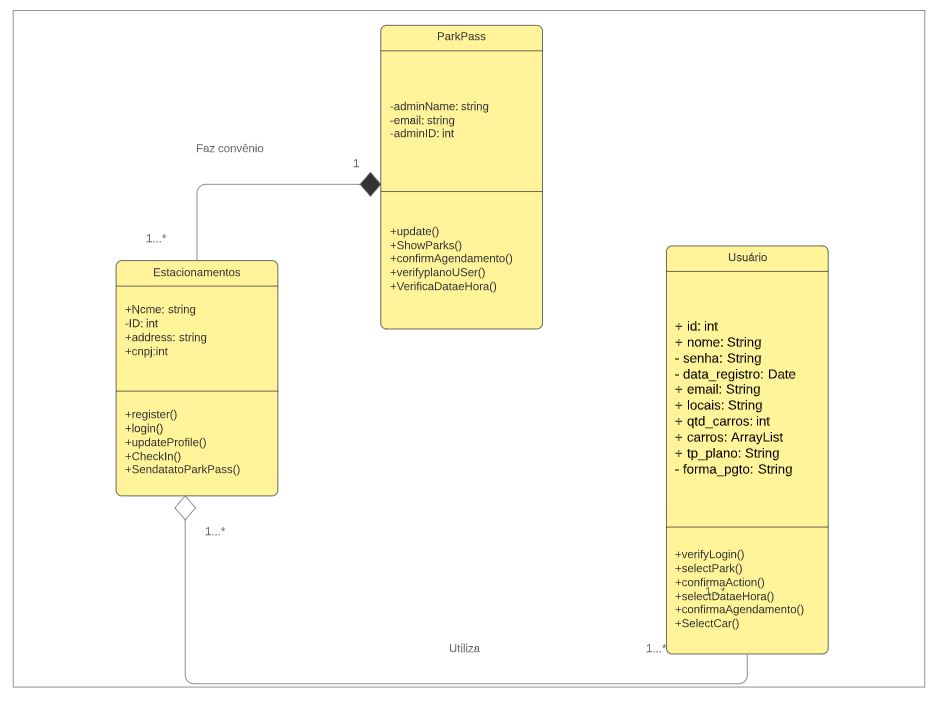 ParkPass
-adminName: string
-email: string
-adminID: int
+update()
+ShowParks()
+confirmAgendamento()
+verifyplanoUSer()
+VerificaDataeHora()
Faz convênio
1
1...*
Estacionamentos
+Ncme: string
-ID: int
+address: string
+cnpj:int
+register()
+login()
+updateProfile()
+CheckIn()
+SendatatoParkPass()
1...*
Utiliza
1...*
Usuário
+ id: int
+ nome: String
- senha: String
- data_registro: Date
+ email: String
+ locais: String
+ qtd_carros: int
+ carros: ArrayList
+ tp_plano: String
- forma_pgto: String
+verifyLogin()
+selectPark()
+confirmaAction()
1...*
+selectDataeHora()
+confirmaAgendamento()
+SelectCar()